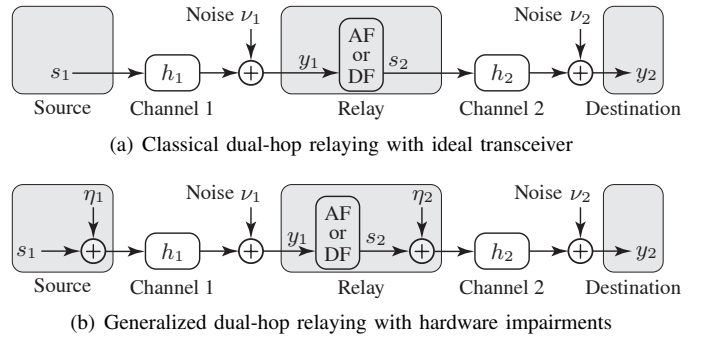 Noise ν₁
Noise ν₂
AF
or
DF
s₁
h₁
y₁
s₂
h₂
y₂
Source
Channel 1
Relay
Channel 2
Destination
(a) Classical dual-hop relaying with ideal transceiver
η₁
Noise ν₁
η₂
Noise ν₂
AF
or
DF
s₁
h₁
y₁
s₂
h₂
y₂
Source
Channel 1
Relay
Channel 2
Destination
(b) Generalized dual-hop relaying with hardware impairments